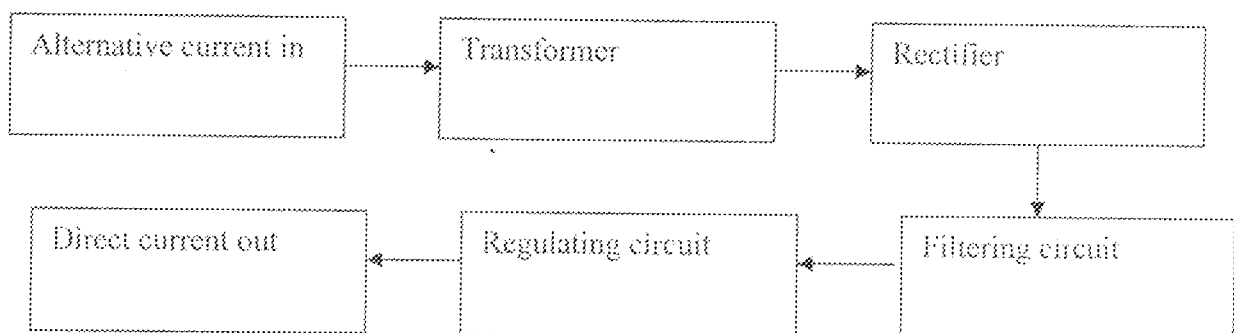 Alternative current in
Transformer
Rectifier
Filtering circuit
Regulating circuit
Direct current out